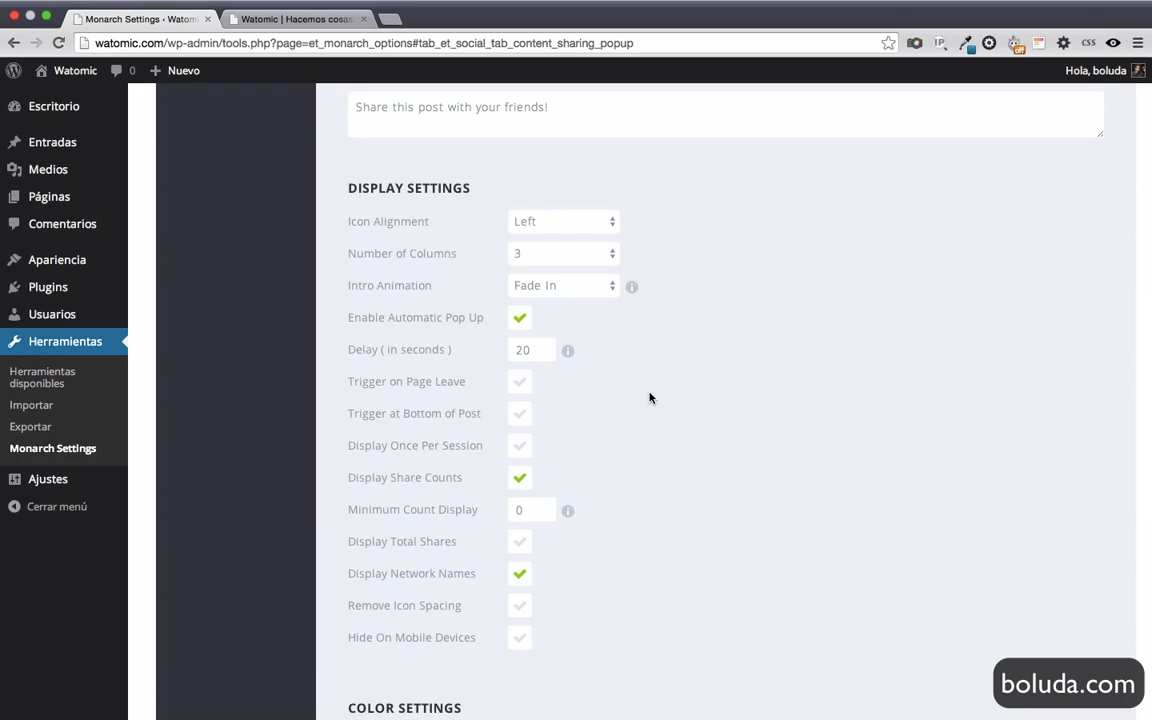 Monarch Settings ‹ Watomi
Watomic | Hacemos cosas
watomic.com/wp-admin/tools.php?page=et_monarch_options#tab_et_social_tab_content_sharing_popup
IP
off
CSS
Watomic
0
Nuevo
Hola, boluda
Escritorio
Entradas
Medios
Páginas
Comentarios
Apariencia
Plugins
Usuarios
Herramientas
Herramientas
disponibles
Importar
Exportar
Monarch Settings
Ajustes
Cerrar menú
Share this post with your friends!
DISPLAY SETTINGS
Icon Alignment Left
Number of Columns 3
Intro Animation Fade In
Enable Automatic Pop Up
Delay ( in seconds ) 20
Trigger on Page Leave
Trigger at Bottom of Post
Display Once Per Session
Display Share Counts
Minimum Count Display 0
Display Total Shares
Display Network Names
Remove Icon Spacing
Hide On Mobile Devices
COLOR SETTINGS
boluda.com